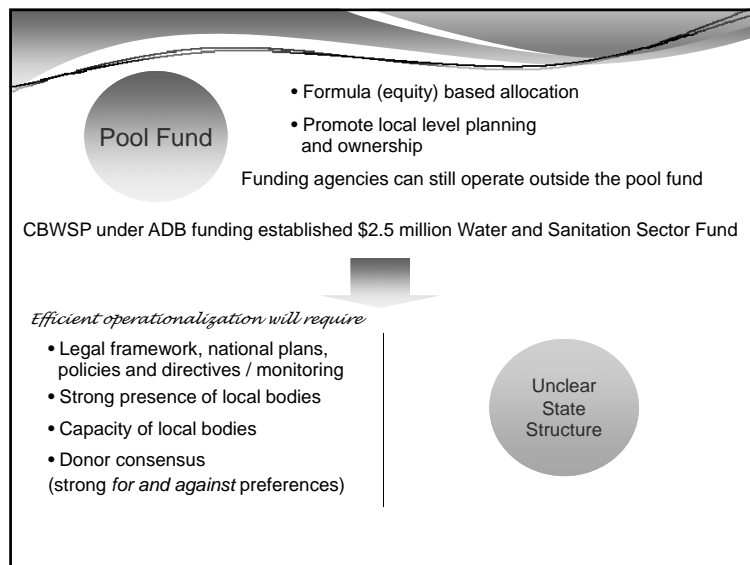 Pool Fund
• Formula (equity) based allocation
• Promote local level planning
and ownership
Funding agencies can still operate outside the pool fund
CBWSP under ADB funding established $2.5 million Water and Sanitation Sector Fund
Efficient operationalization will require
• Legal framework, national plans,
policies and directives / monitoring
• Strong presence of local bodies
• Capacity of local bodies
• Donor consensus
(strong for and against preferences)
Unclear
State
Structure